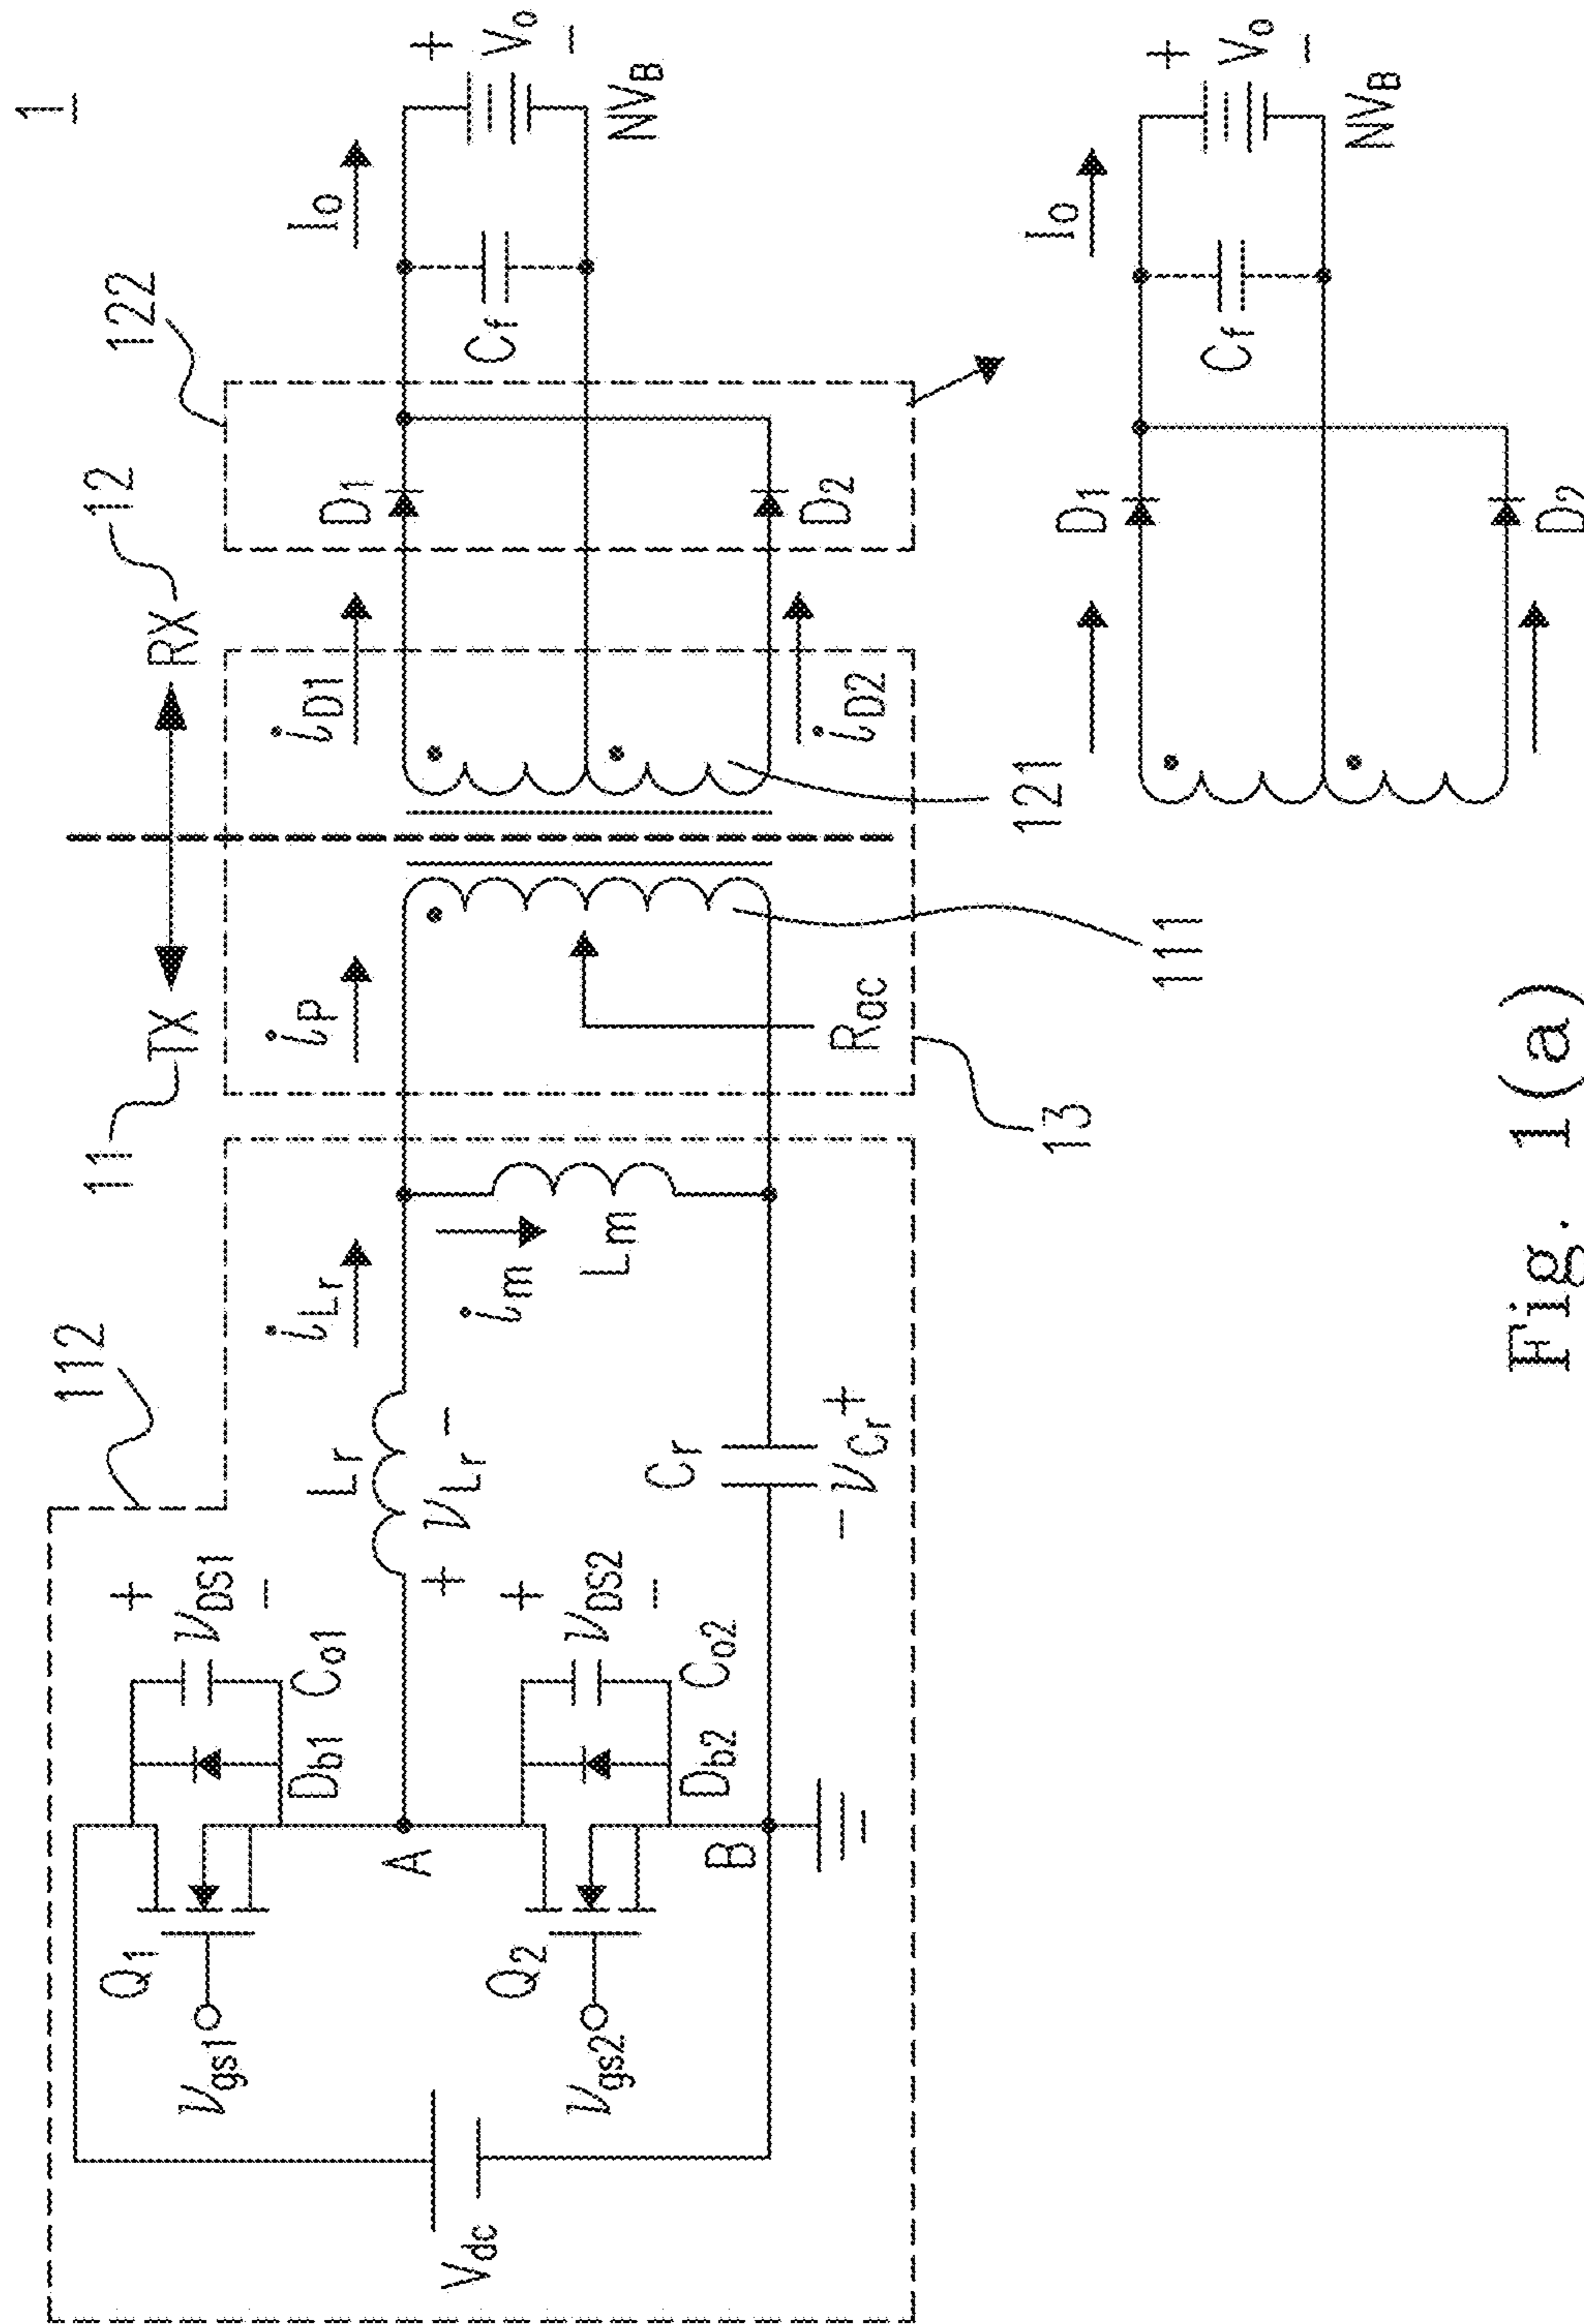 1
112
11
TX
RX
12
122
Vdc
Vgs1
Q1
Db1
Co1
+
VDS1
-
Vgs2
Q2
Db2
Co2
+
VDS2
-
A
B
Lr
+ VLr -
iLr
im
Lm
Cr
- VCr +
iP
Rac
13
111
121
iD1
iD2
D1
D2
Cf
Io
+
Vo
-
NVB
D1
D2
Cf
Io
+
Vo
-
NVB
Fig. 1(a)